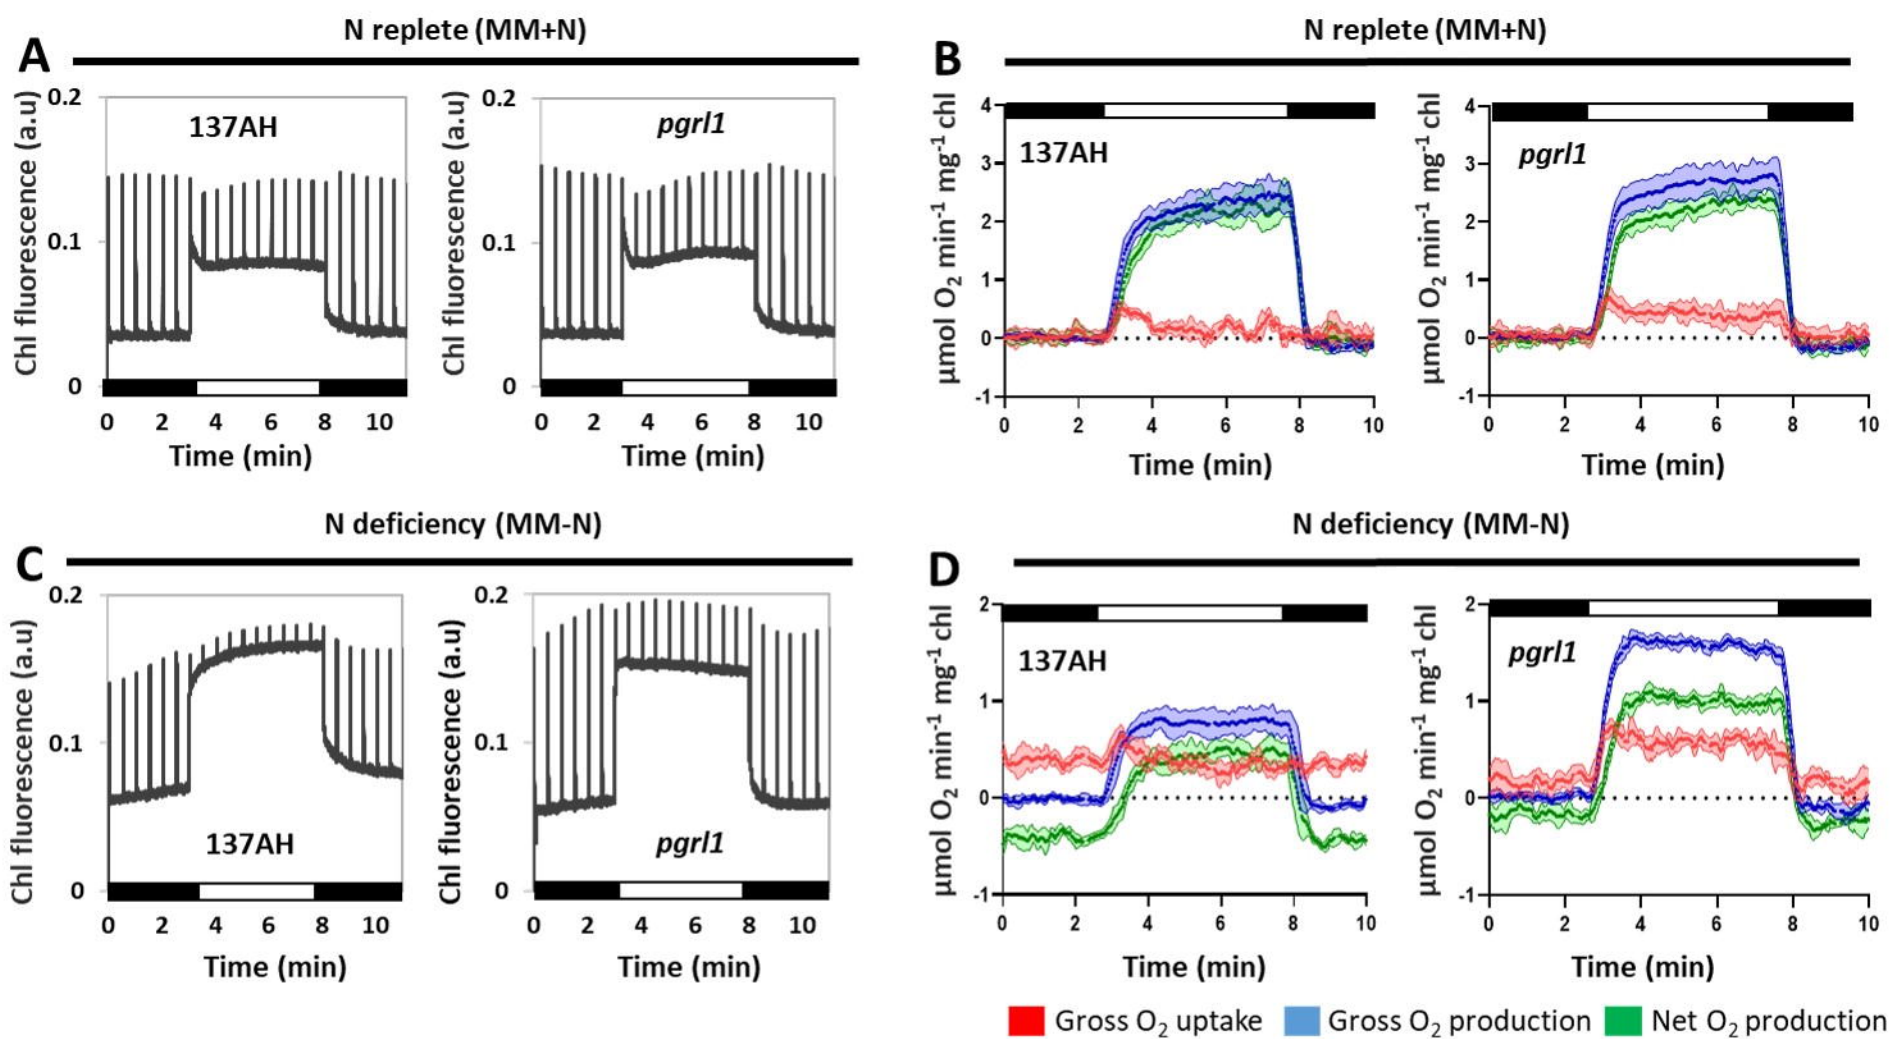 A
N replete (MM+N)
Chl fluorescence (a.u)
0.2
0.1
0
137AH
0 2 4 6 8 10
Time (min)
Chl fluorescence (a.u)
0.2
0.1
0
pgrl1
0 2 4 6 8 10
Time (min)
B
N replete (MM+N)
µmol O2 min-1 mg-1 chl
4
3
2
1
0
-1
137AH
0 2 4 6 8 10
Time (min)
µmol O2 min-1 mg-1 chl
4
3
2
1
0
-1
pgrl1
0 2 4 6 8 10
Time (min)
C
N deficiency (MM-N)
Chl fluorescence (a.u)
0.2
0.1
0
137AH
0 2 4 6 8 10
Time (min)
Chl fluorescence (a.u)
0.2
0.1
0
pgrl1
0 2 4 6 8 10
Time (min)
D
N deficiency (MM-N)
µmol O2 min-1 mg-1 chl
2
1
0
-1
137AH
0 2 4 6 8 10
Time (min)
µmol O2 min-1 mg-1 chl
2
1
0
-1
pgrl1
0 2 4 6 8 10
Time (min)
Gross O2 uptake Gross O2 production Net O2 production